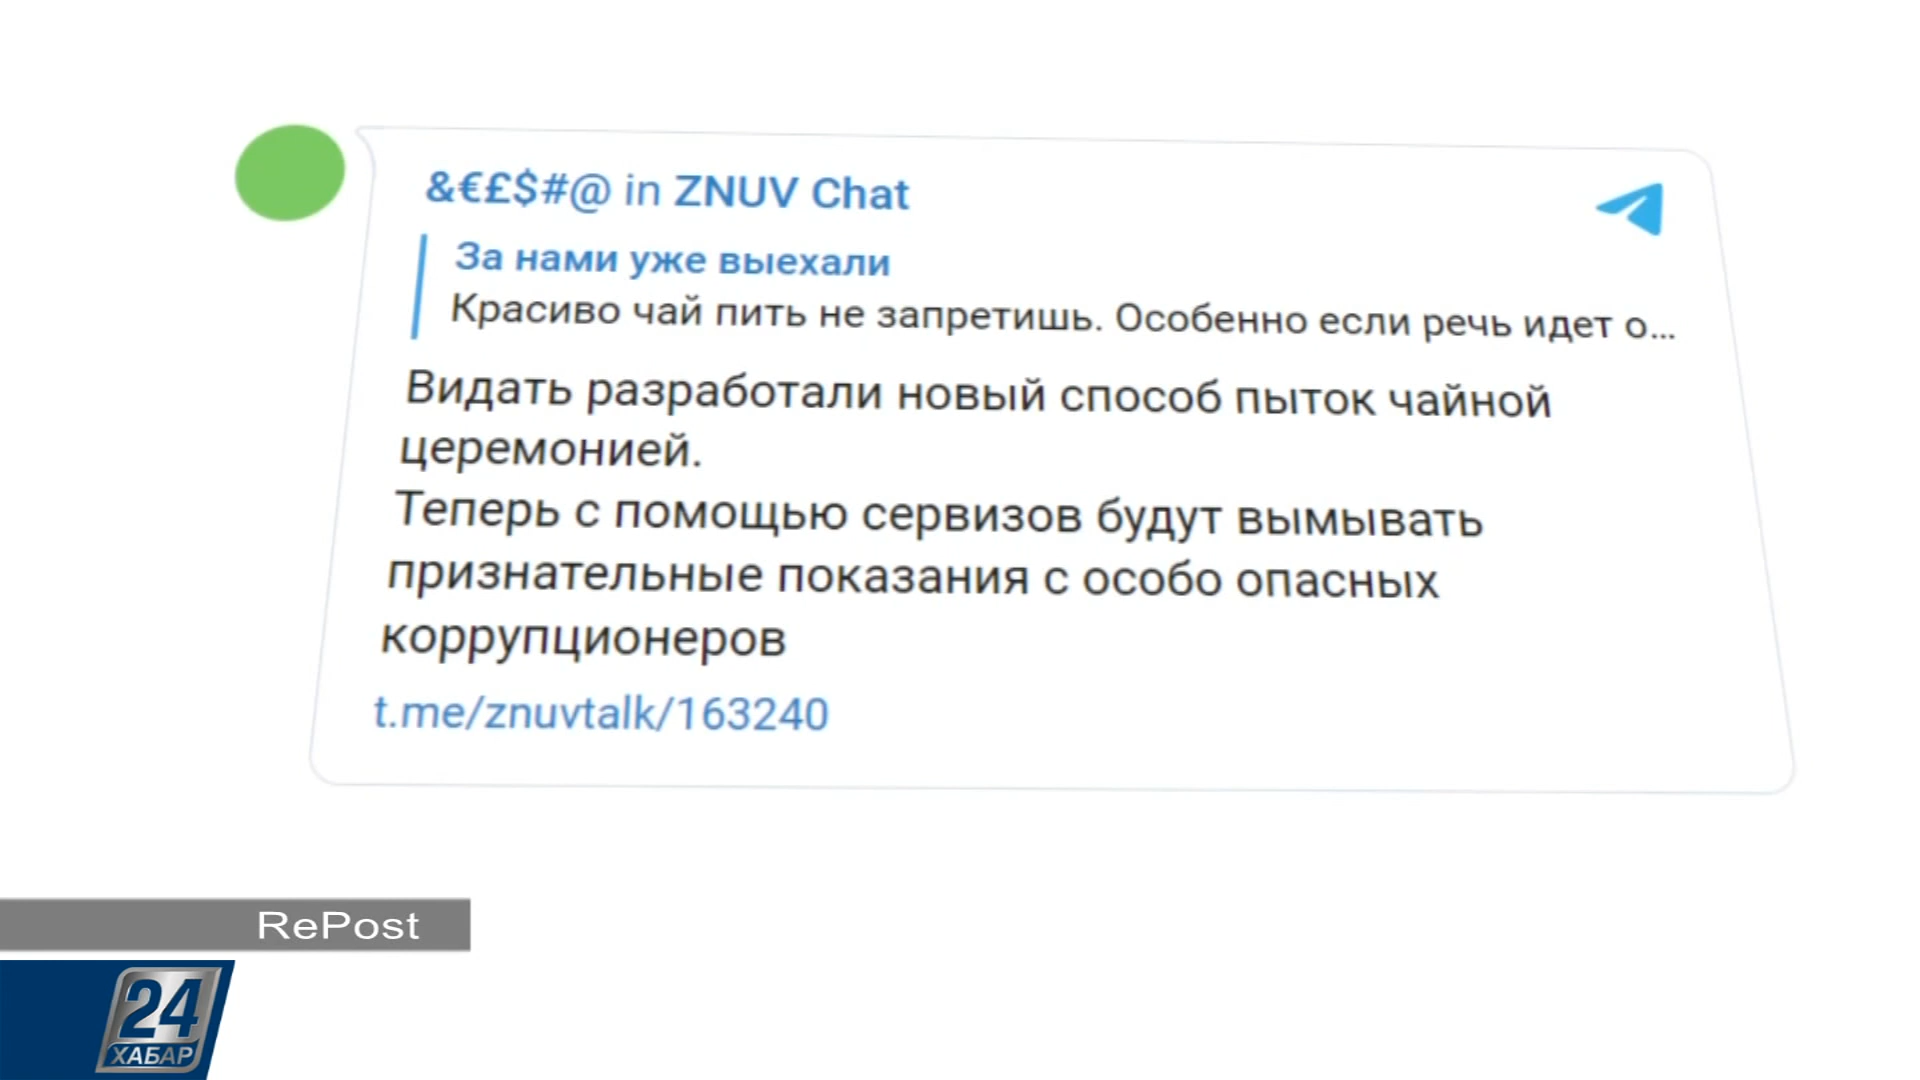 &€£$#@ in ZNUV Chat
За нами уже выехали
Красиво чай пить не запретишь. Особенно если речь идет о...
Видать разработали новый способ пыток чайной
церемонией.
Теперь с помощью сервизов будут вымывать
признательные показания с особо опасных
коррупционеров
t.me/znuvtalk/163240
RePost
24
ХАБАР